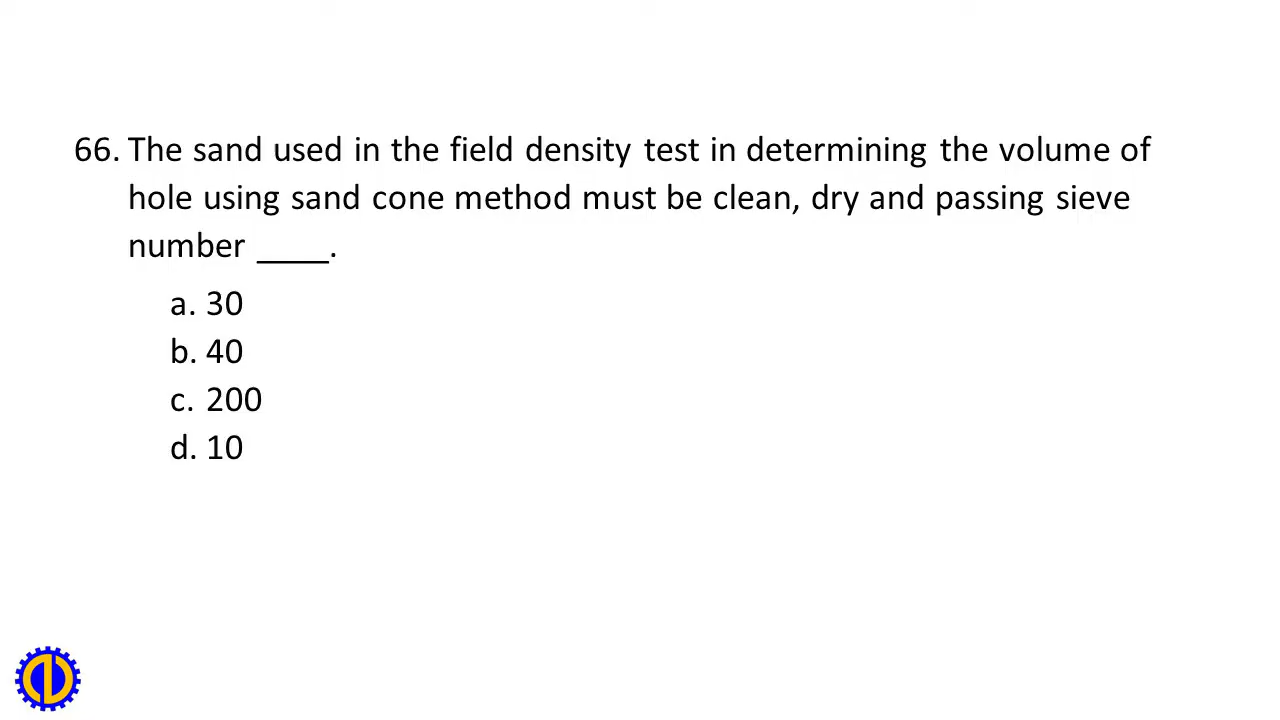 66. The sand used in the field density test in determining the volume of
hole using sand cone method must be clean, dry and passing sieve
number ____.
a. 30
b. 40
c. 200
d. 10